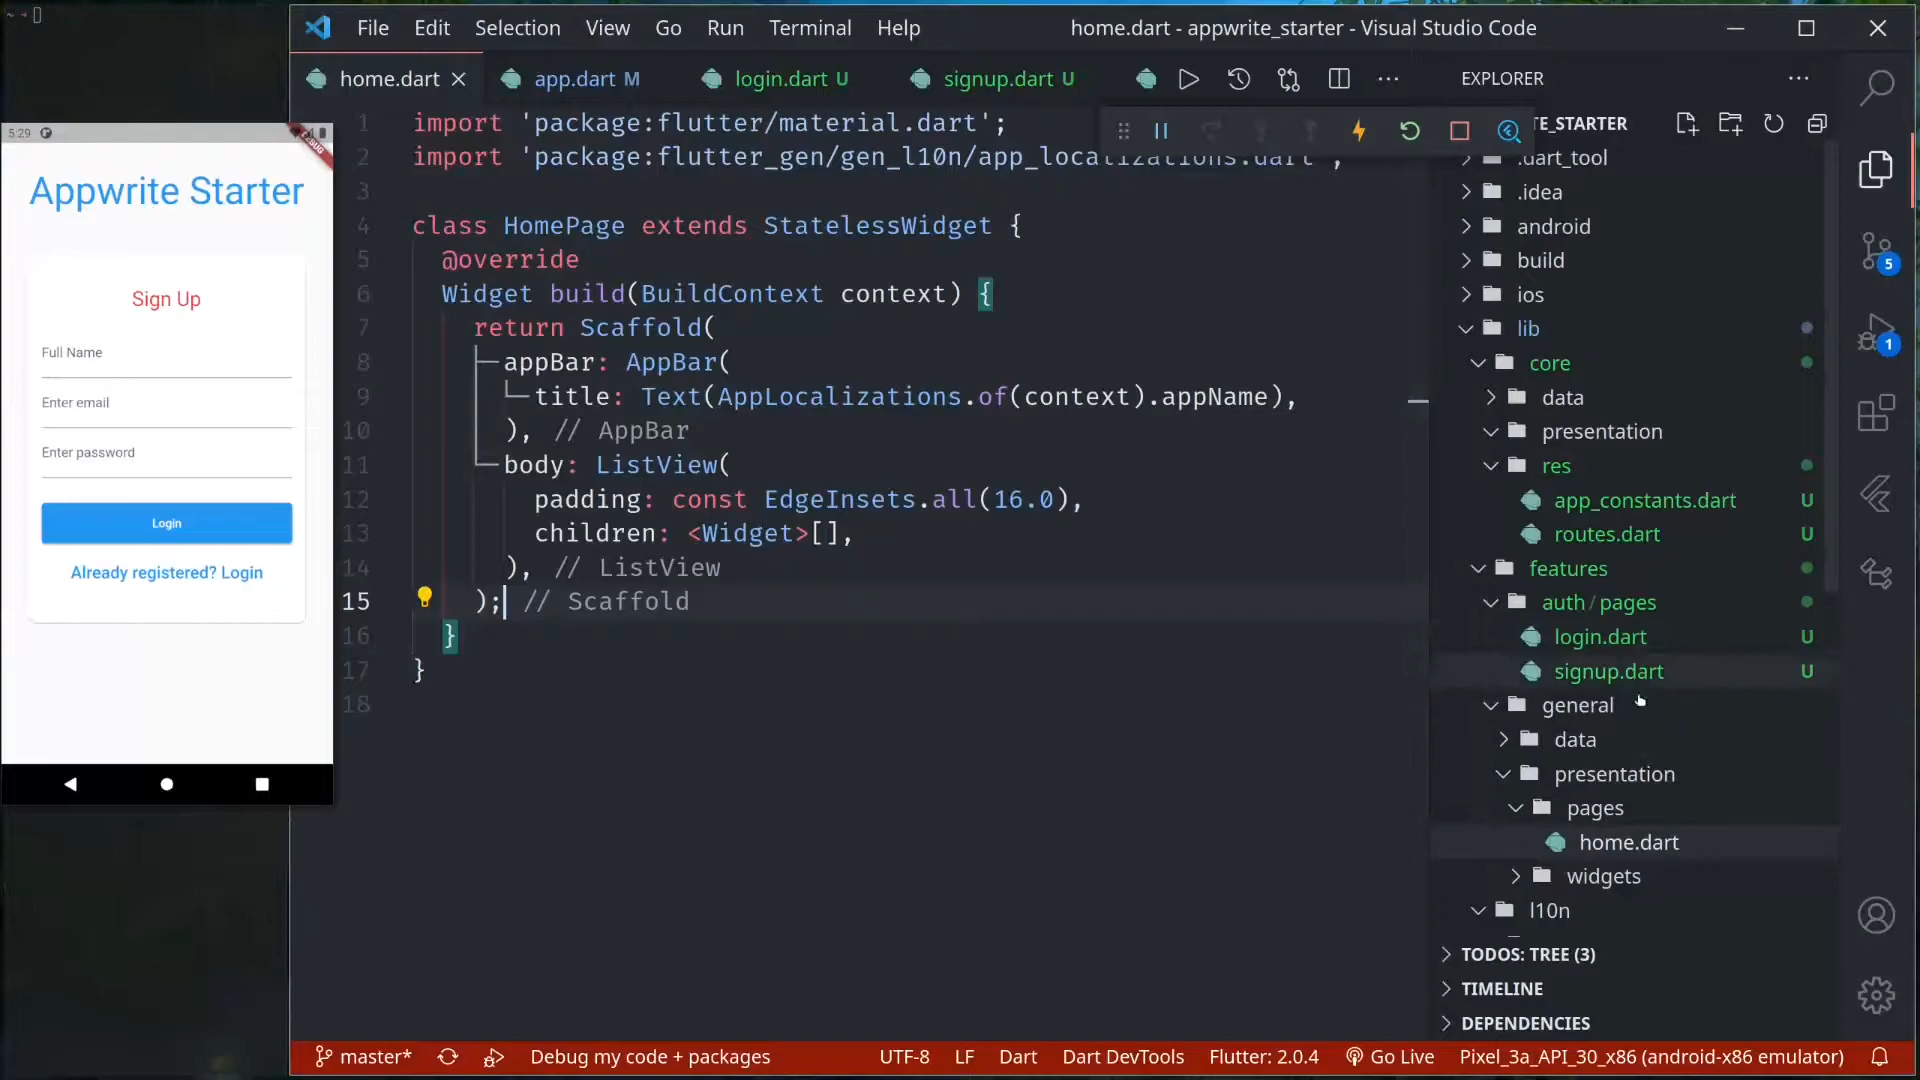 File Edit Selection View Go Run Terminal Help
home.dart - appwrite_starter - Visual Studio Code
home.dart
app.dart M
login.dart U
signup.dart U
EXPLORER
5:29
Appwrite Starter
Sign Up
Full Name
Enter email
Enter password
Login
Already registered? Login
1 import 'package:flutter/material.dart';
2 import 'package:flutter_gen/gen_l10n/app_localizations.dart';
3
4 class HomePage extends StatelessWidget {
5 @override
6 Widget build(BuildContext context) {
7 return Scaffold(
8 appBar: AppBar(
9 title: Text(AppLocalizations.of(context).appName),
10 ), // AppBar
11 body: ListView(
12 padding: const EdgeInsets.all(16.0),
13 children: <Widget>[],
14 ), // ListView
15 ); // Scaffold
16 }
17 }
18
TE_STARTER
.dart_tool
.idea
android
build
ios
lib
core
data
presentation
res
app_constants.dart U
routes.dart U
features
auth / pages
login.dart U
signup.dart U
general
data
presentation
pages
home.dart
widgets
l10n
TODOS: TREE (3)
TIMELINE
DEPENDENCIES
5
1
master*
Debug my code + packages
UTF-8 LF Dart Dart DevTools Flutter: 2.0.4 Go Live Pixel_3a_API_30_x86 (android-x86 emulator)